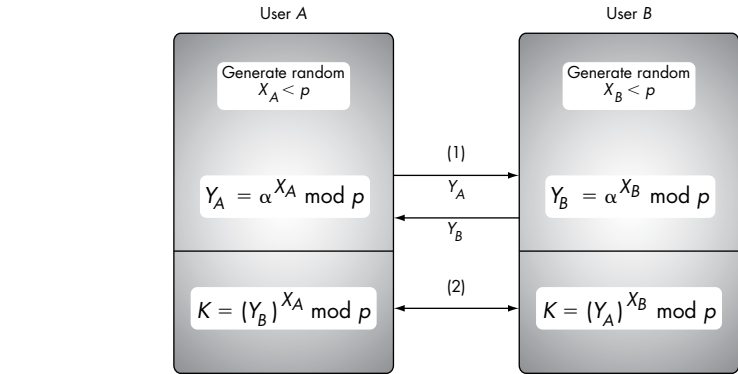 User A
User B
Generate random
X_A < p
Generate random
X_B < p
(1)
Y_A = α^{X_A} mod p
Y_A
Y_B = α^{X_B} mod p
Y_B
(2)
K = (Y_B)^{X_A} mod p
K = (Y_A)^{X_B} mod p